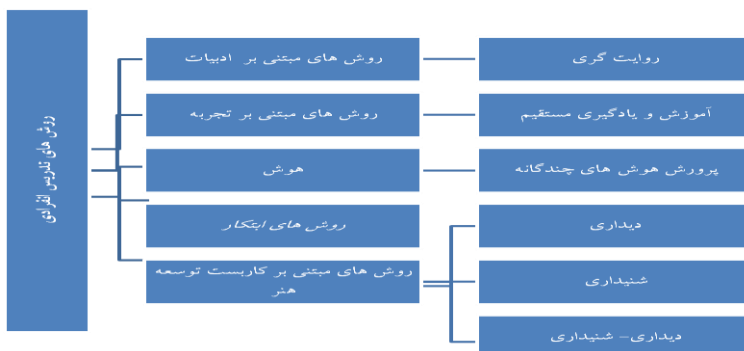 روش های تدریس انفرادی
روش های مبتنی بر ادبیات
روایت گری
روش های مبتنی بر تجربه
آموزش و یادگیری مستقیم
هوش
پرورش هوش های چندگانه
روش های ابتکار
روش های مبتنی بر کاربست توسعه
هنر
دیداری
شنیداری
دیداری- شنیداری